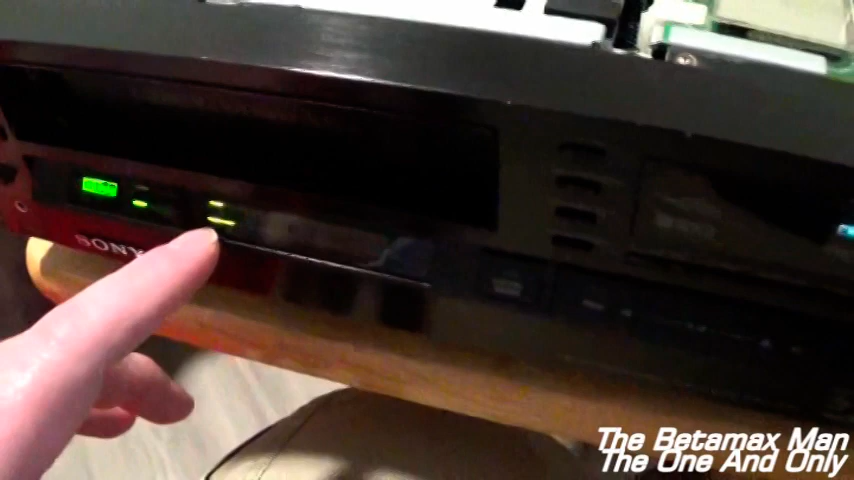 SONY
The Betamax Man
The One And Only